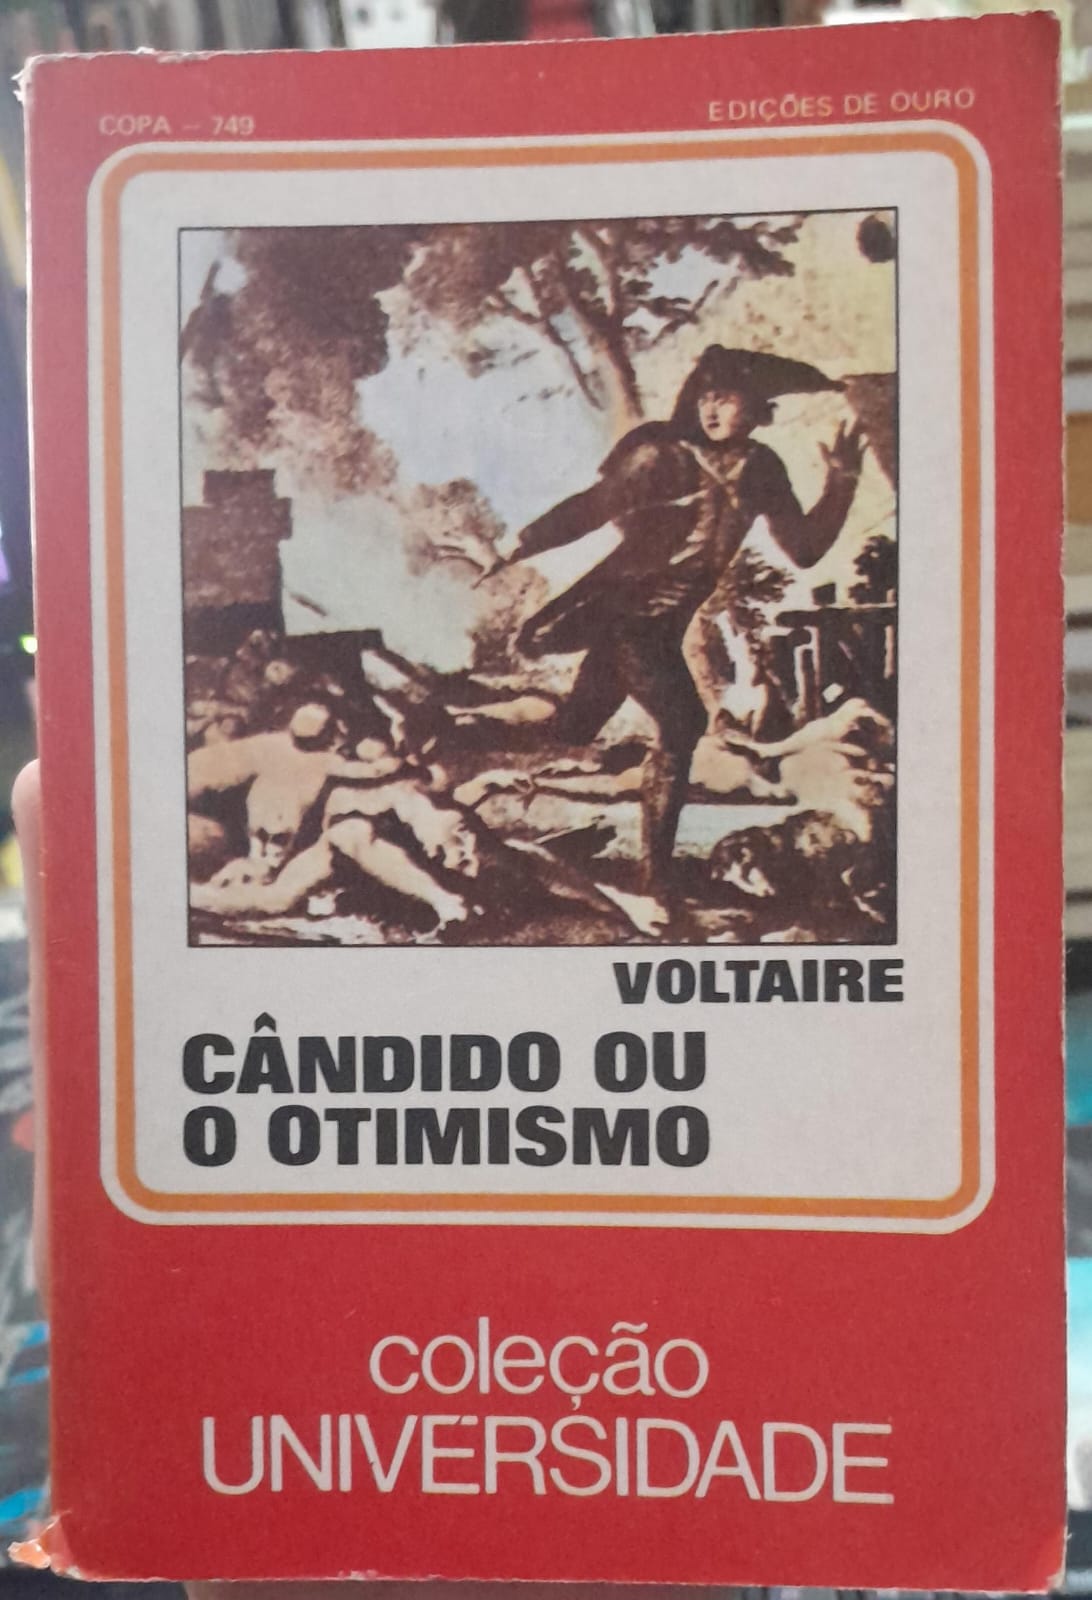 COPA – 749
EDIÇÕES DE OURO
VOLTAIRE
CÂNDIDO OU
O OTIMISMO
coleção
UNIVERSIDADE